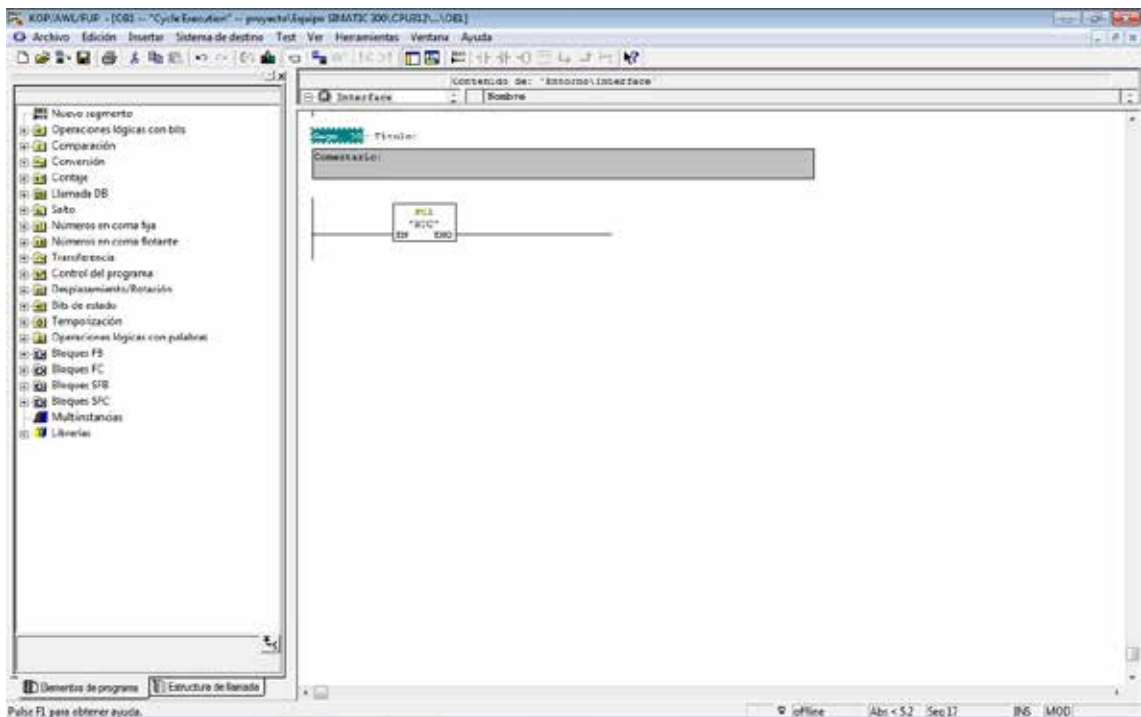 KOP/AWL/FUP - [OB1 -- "Cycle Execution" -- proyecto\Equipo SIMATIC 300\CPU312\...\OB1]
Archivo Edición Insertar Sistema de destino Test Ver Herramientas Ventana Ayuda
Contenido de: 'Entorno\Interface'
Interface
Nombre
Nuevo segmento
Operaciones lógicas con bits
Comparación
Conversión
Contaje
Llamada DB
Salto
Números en coma fija
Números en coma flotante
Transferencia
Control del programa
Desplazamiento/Rotación
Bits de estado
Temporización
Operaciones lógicas con palabras
Bloques FB
Bloques FC
Bloques SFB
Bloques SFC
Multiinstancias
Librerías
Título:
Comentario:
EN ENO
Elementos de programa
Estructura de llamada
Pulse F1 para obtener ayuda.
offline
Abs < 5.2
Seg 17
INS
MOD